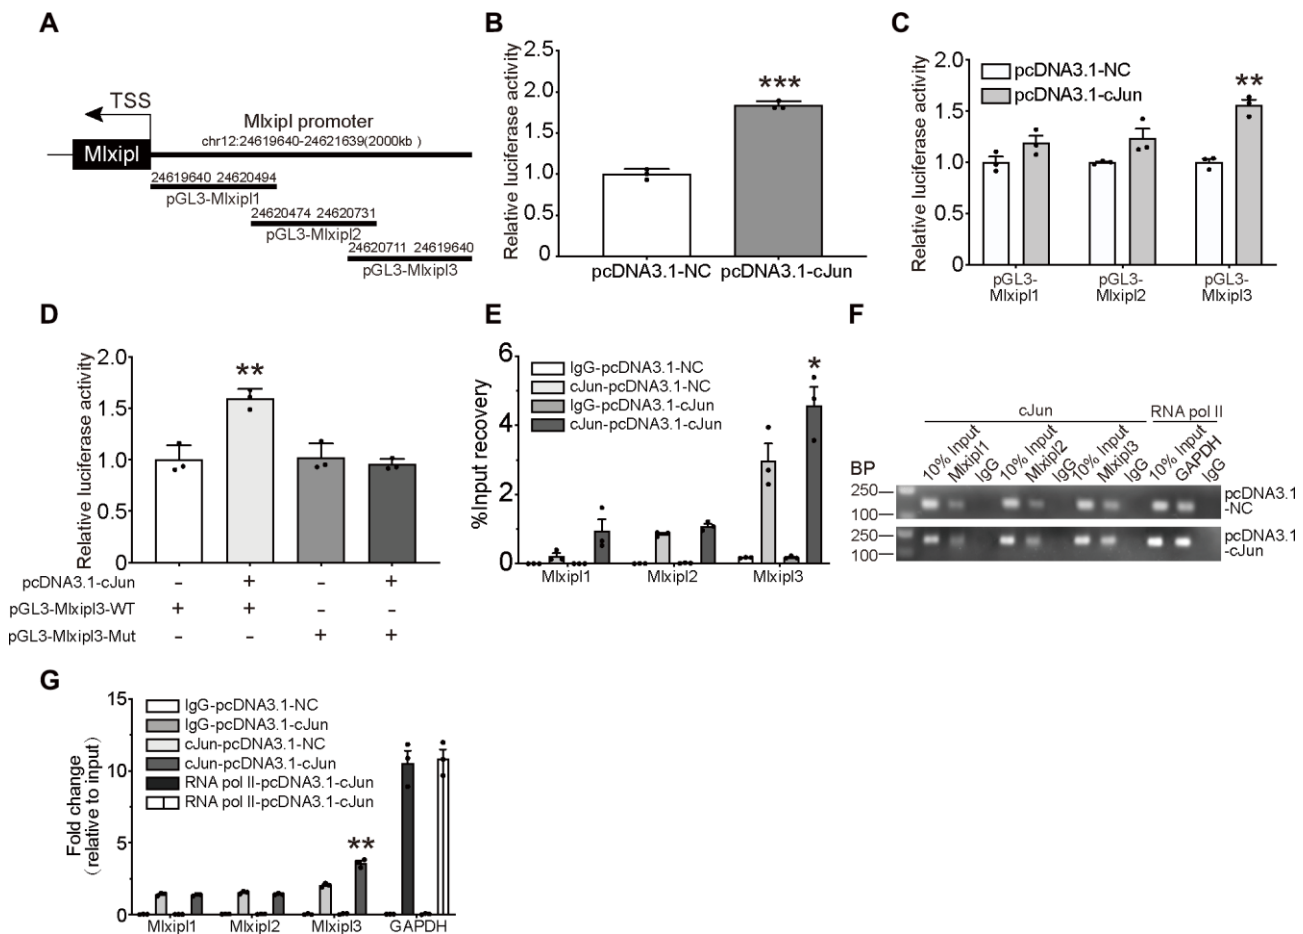 A
TSS
Mlxipl
Mlxipl promoter
chr12:24619640-24621639(2000kb )
24619640 24620494
pGL3-Mlxipl1
24620474 24620731
pGL3-Mlxipl2
24620711 24619640
pGL3-Mlxipl3
B
Relative luciferase activity
2.5
2.0
1.5
1.0
0.5
0
***
pcDNA3.1-NC pcDNA3.1-cJun
C
Relative luciferase activity
2.0
1.5
1.0
0.5
0
pcDNA3.1-NC
pcDNA3.1-cJun
**
pGL3-
Mlxipl1
pGL3-
Mlxipl2
pGL3-
Mlxipl3
D
Relative luciferase activity
2.0
1.5
1.0
0.5
0
**
pcDNA3.1-cJun - + - +
pGL3-Mlxipl3-WT + + - -
pGL3-Mlxipl3-Mut - - + +
E
%Input recovery
6
4
2
0
IgG-pcDNA3.1-NC
cJun-pcDNA3.1-NC
IgG-pcDNA3.1-cJun
cJun-pcDNA3.1-cJun
*
Mlxipl1 Mlxipl2 Mlxipl3
F
cJun RNA pol II
BP 10% Input Mlxipl1 IgG 10% Input Mlxipl2 IgG 10% Input Mlxipl3 IgG 10% Input GAPDH IgG
250
100
pcDNA3.1
-NC
250
100
pcDNA3.1
-cJun
G
Fold change
(relative to input)
15
10
5
0
IgG-pcDNA3.1-NC
IgG-pcDNA3.1-cJun
cJun-pcDNA3.1-NC
cJun-pcDNA3.1-cJun
RNA pol II-pcDNA3.1-cJun
RNA pol II-pcDNA3.1-cJun
**
Mlxipl1 Mlxipl2 Mlxipl3 GAPDH